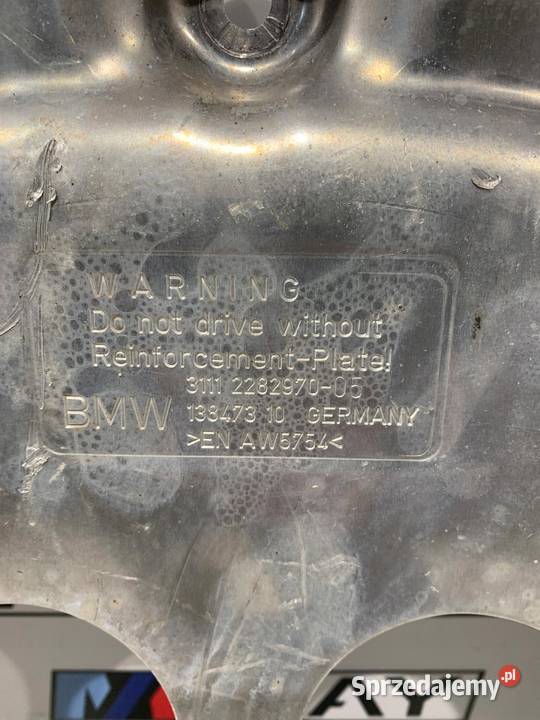 WARNING
Do not drive without
Reinforcement-Plate!
3111 2282970-05
BMW 138473 10 GERMANY
>EN AW5754<
Sprzedajemy.pl